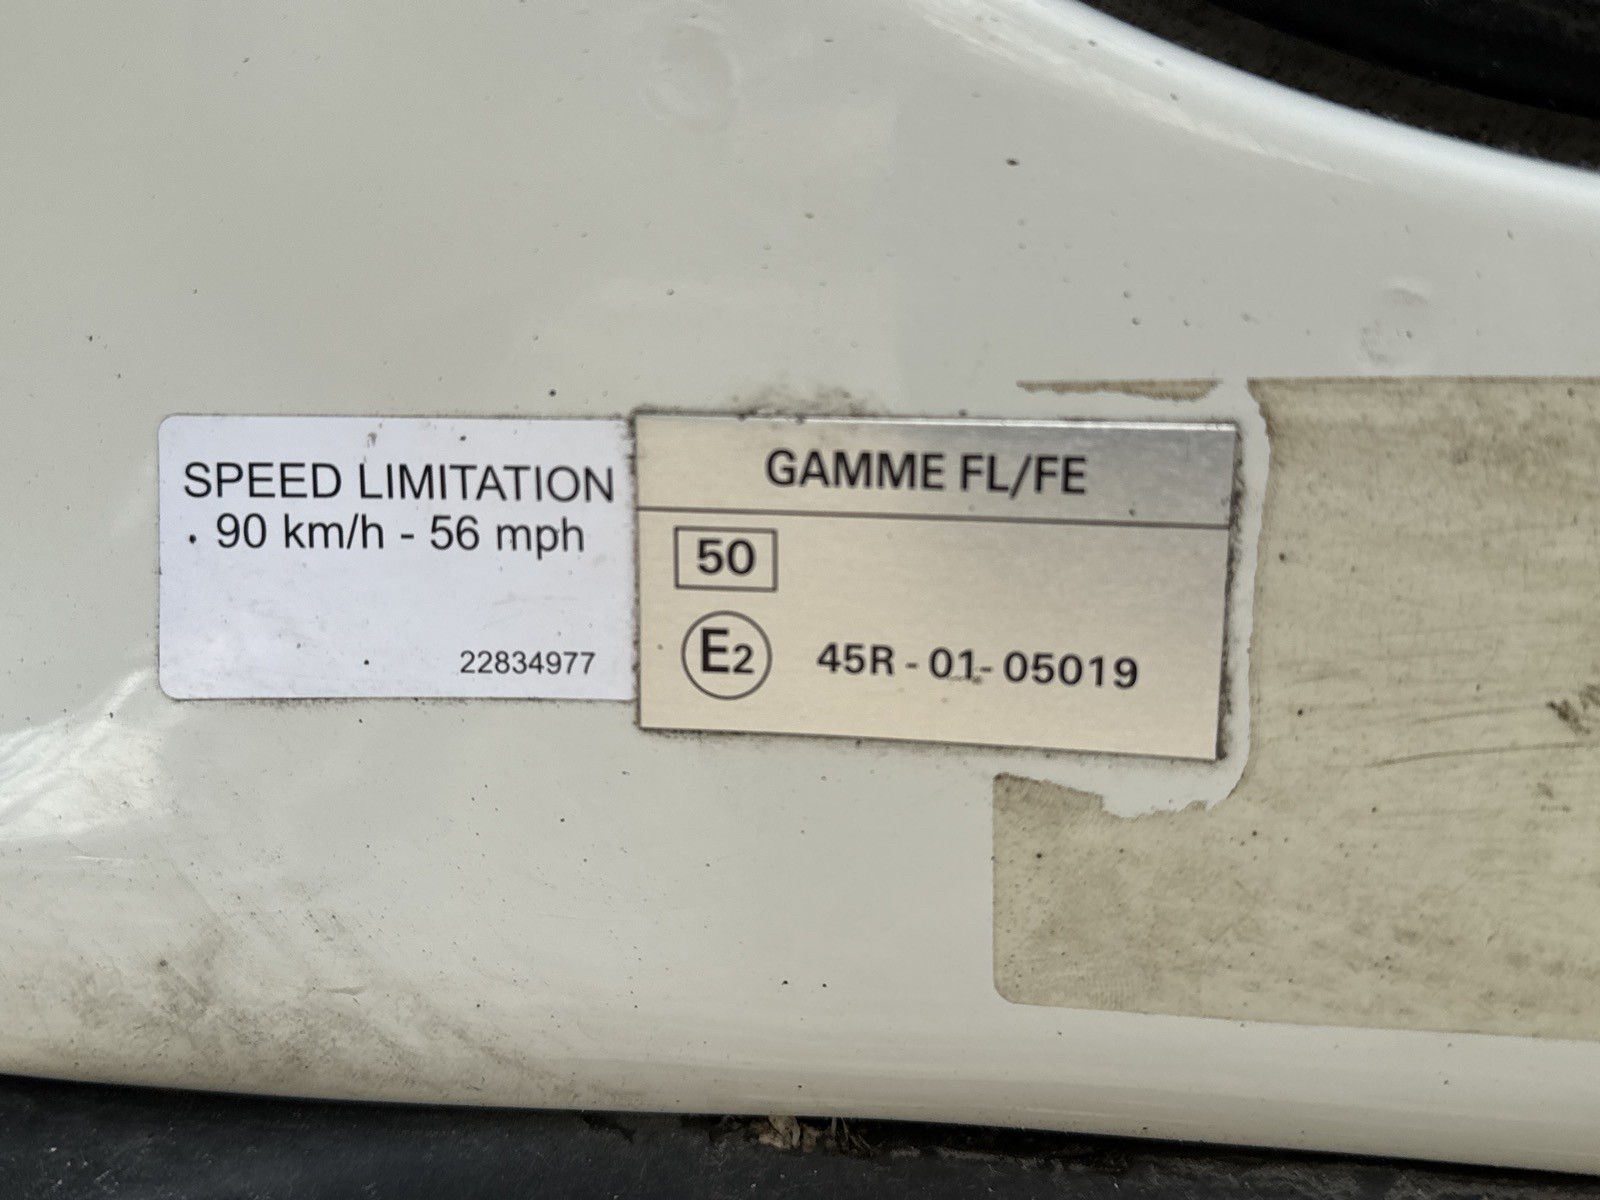 SPEED LIMITATION
90 km/h - 56 mph
22834977
GAMME FL/FE
50
E2 45R - 01 - 05019